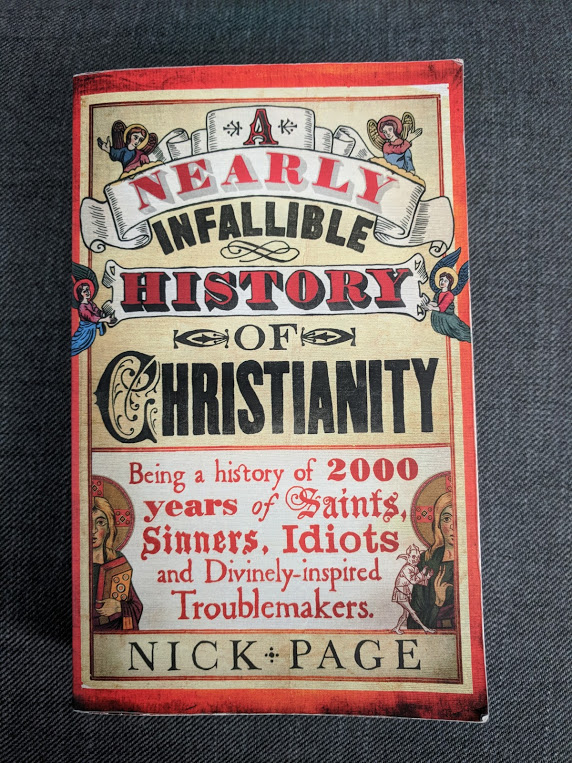 A
NEARLY
INFALLIBLE
HISTORY
OF
CHRISTIANITY
Being a history of 2000
years of Saints,
Sinners, Idiots
and Divinely-inspired
Troublemakers.
NICK PAGE